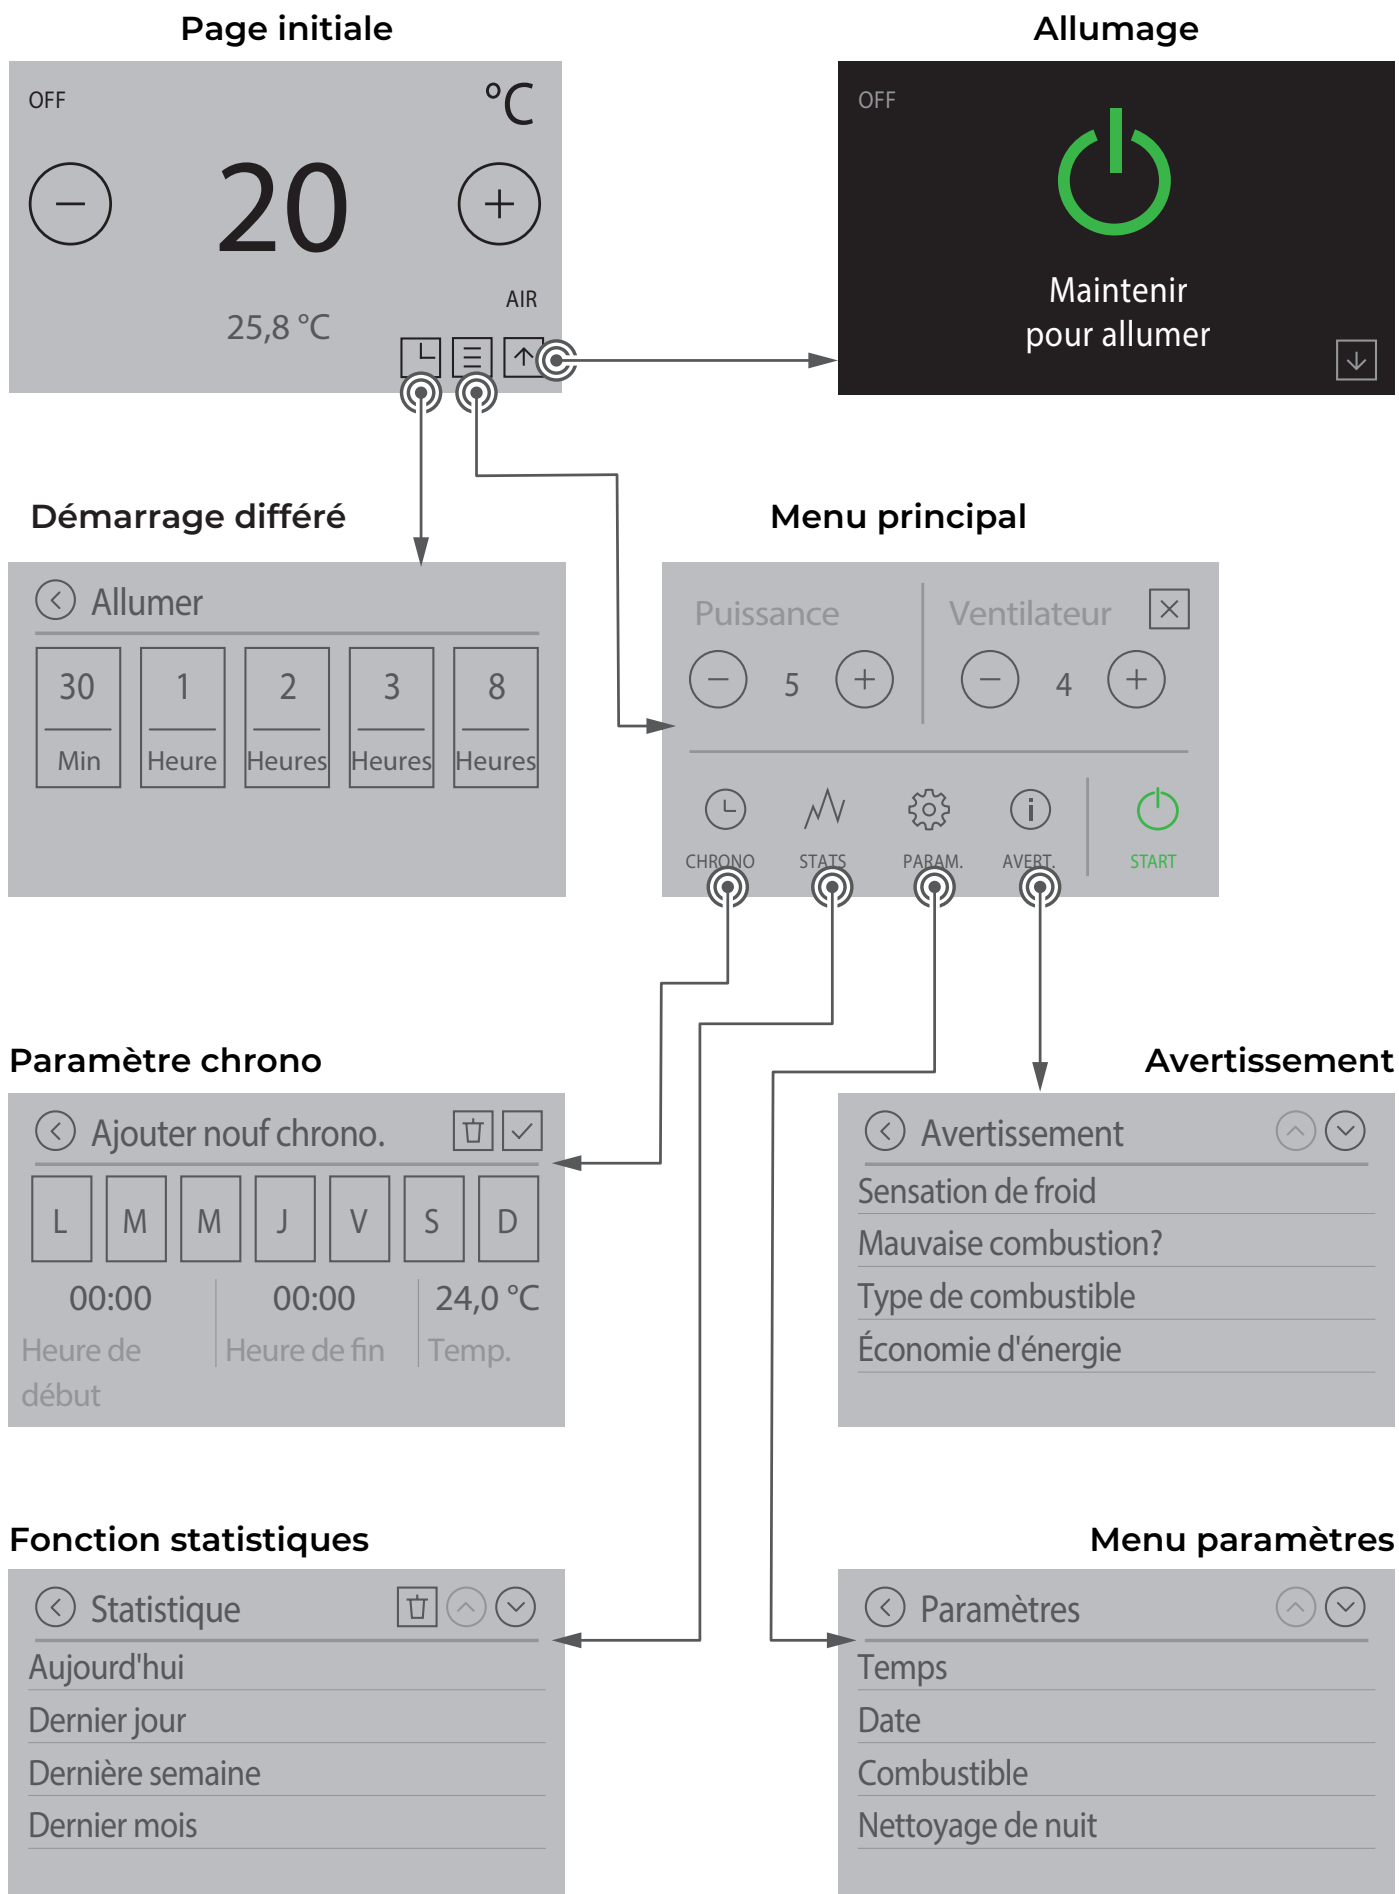 Page initiale
OFF
°C
20
25,8 °C
AIR
Allumage
OFF
Maintenir
pour allumer
Démarrage différé
Allumer
30
Min
1
Heure
2
Heures
3
Heures
8
Heures
Menu principal
Puissance
5
Ventilateur
4
CHRONO
STATS
PARAM.
AVERT.
START
Paramètre chrono
Ajouter nouf chrono.
L M M J V S D
00:00
Heure de
début
00:00
Heure de fin
24,0 °C
Temp.
Avertissement
Avertissement
Sensation de froid
Mauvaise combustion?
Type de combustible
Économie d'énergie
Fonction statistiques
Statistique
Aujourd'hui
Dernier jour
Dernière semaine
Dernier mois
Menu paramètres
Paramètres
Temps
Date
Combustible
Nettoyage de nuit